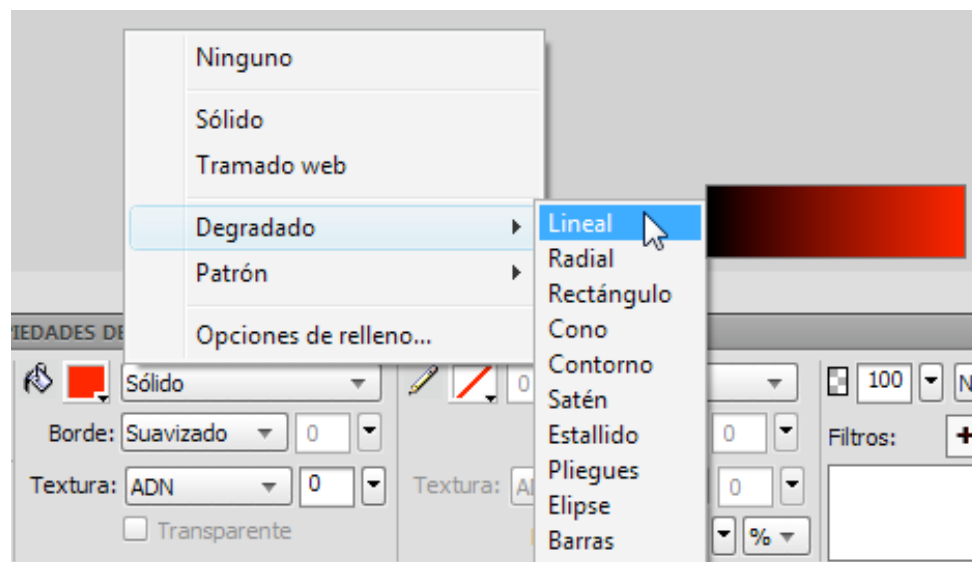 Ninguno
Sólido
Tramado web
Degradado
Patrón
Opciones de relleno...
Lineal
Radial
Rectángulo
Cono
Contorno
Satén
Estallido
Pliegues
Elipse
Barras
Sólido
0
100
Borde: Suavizado 0
0
Filtros:
Textura: ADN 0
Textura:
0
Transparente
%